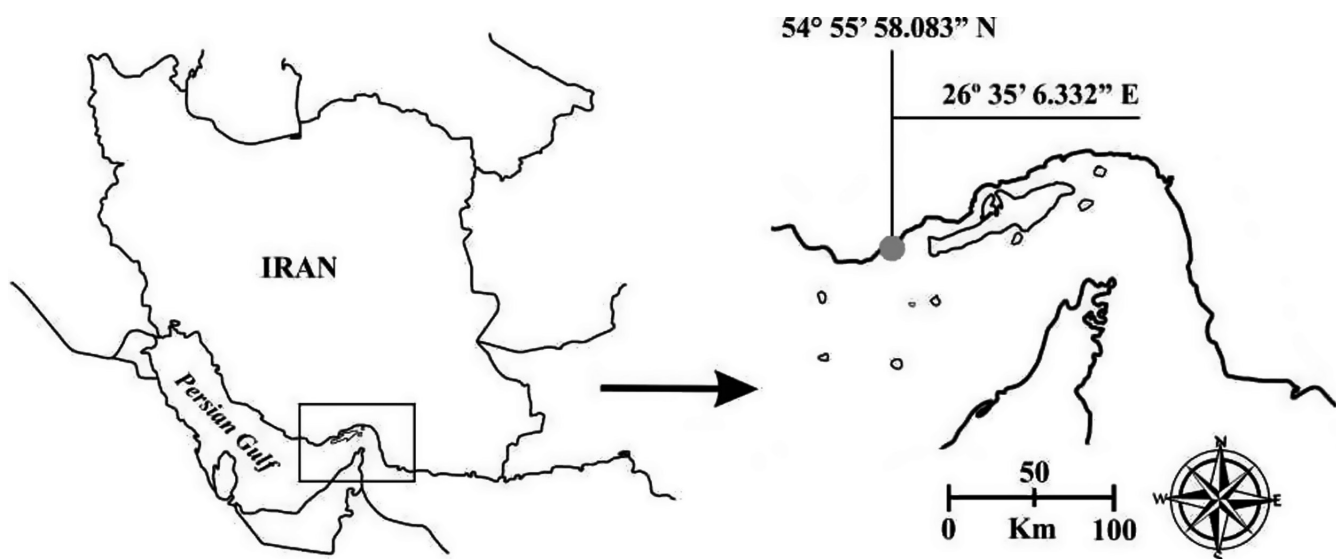 54° 55’ 58.083” N
26° 35’ 6.332” E
IRAN
Persian Gulf
50
0 Km 100
N
W E
S